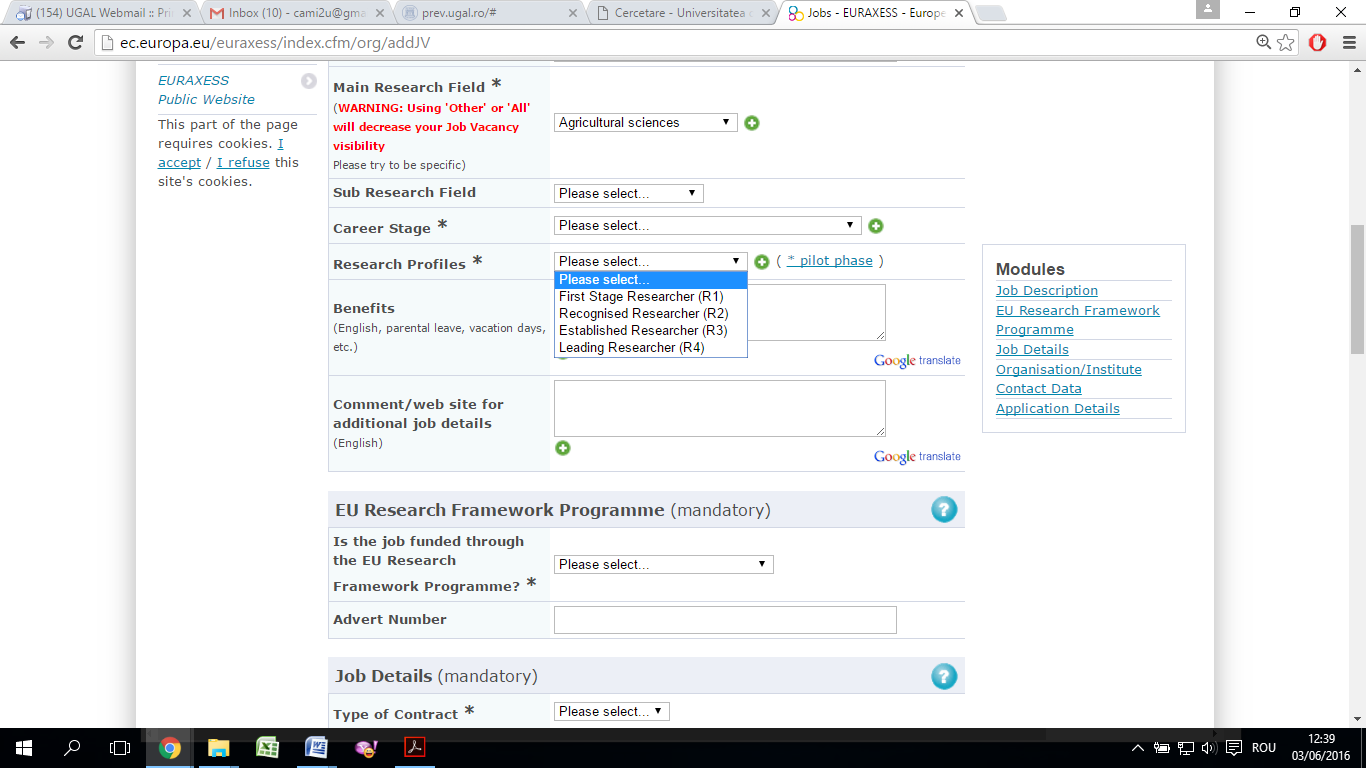 (154) UGAL Webmail :: Pri
Inbox (10) - cami2u@gma
prev.ugal.ro/#
Cercetare - Universitatea
Jobs - EURAXESS - Europe
ec.europa.eu/euraxess/index.cfm/org/addJV
EURAXESS
Public Website
This part of the page
requires cookies. I
accept / I refuse this
site's cookies.
Main Research Field *
(WARNING: Using 'Other' or 'All'
will decrease your Job Vacancy
visibility
Please try to be specific)
Agricultural sciences
Sub Research Field
Please select...
Career Stage *
Please select...
Research Profiles *
Please select...
( * pilot phase )
Please select...
First Stage Researcher (R1)
Recognised Researcher (R2)
Established Researcher (R3)
Leading Researcher (R4)
Benefits
(English, parental leave, vacation days,
etc.)
Google translate
Comment/web site for
additional job details
(English)
Google translate
Modules
Job Description
EU Research Framework
Programme
Job Details
Organisation/Institute
Contact Data
Application Details
EU Research Framework Programme (mandatory)
?
Is the job funded through
the EU Research
Framework Programme? *
Please select...
Advert Number
Job Details (mandatory)
?
Type of Contract *
Please select...
ROU
12:39
03/06/2016